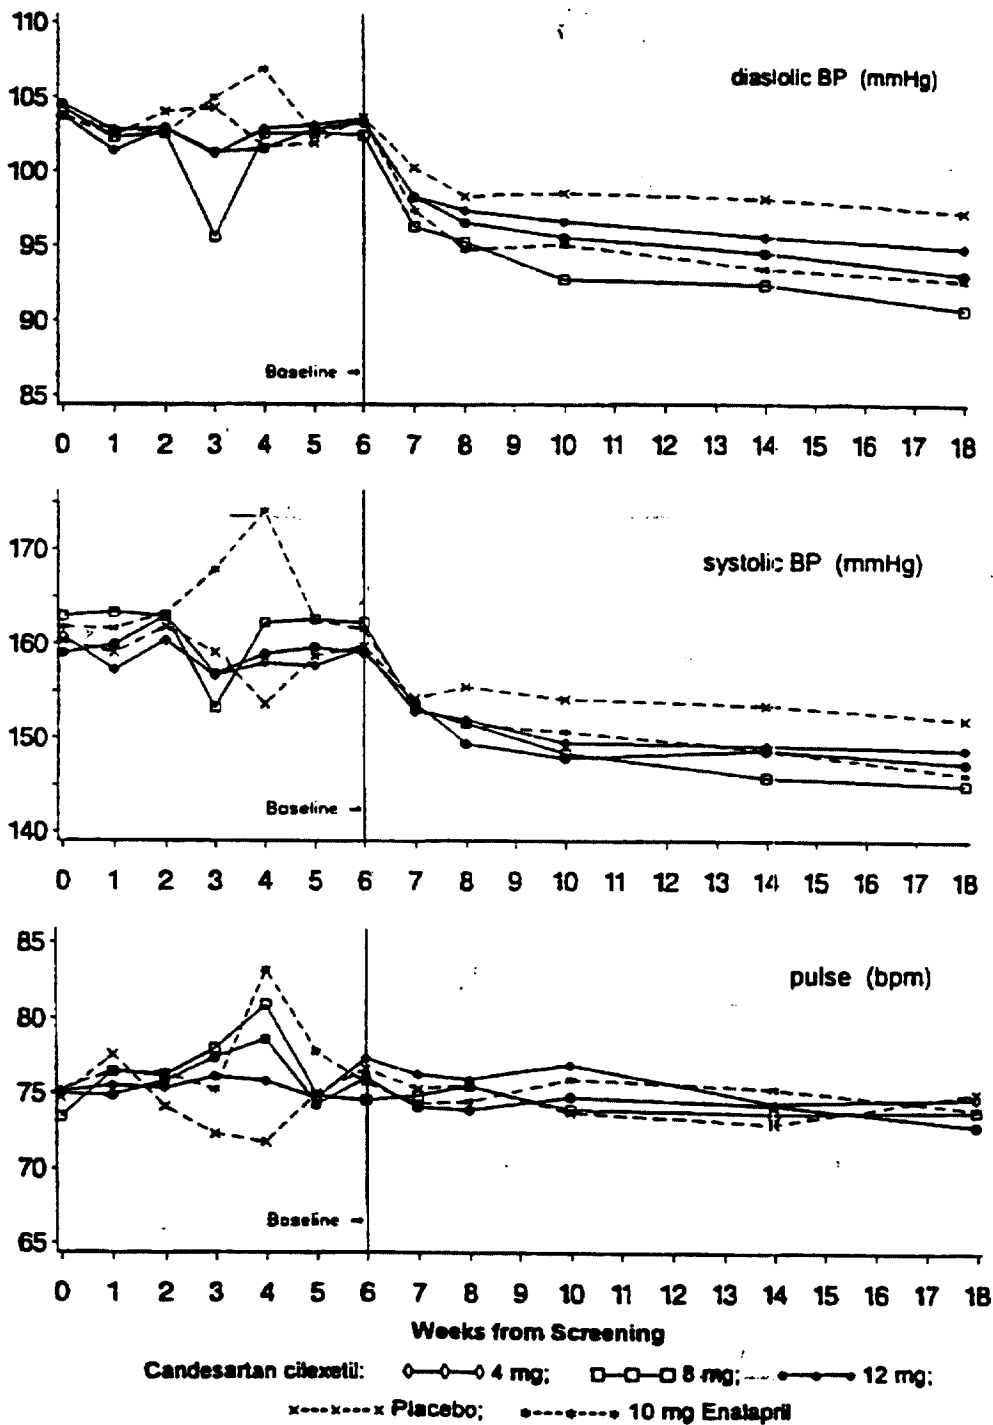 110
105
100
95
90
85
diastolic BP (mmHg)
Baseline →
0 1 2 3 4 5 6 7 8 9 10 11 12 13 14 15 16 17 18
170
160
150
140
systolic BP (mmHg)
Baseline →
0 1 2 3 4 5 6 7 8 9 10 11 12 13 14 15 16 17 18
85
80
75
70
65
pulse (bpm)
Baseline →
0 1 2 3 4 5 6 7 8 9 10 11 12 13 14 15 16 17 18
Weeks from Screening
Candesartan cilexetil: 4 mg; 8 mg; 12 mg;
Placebo; 10 mg Enalapril